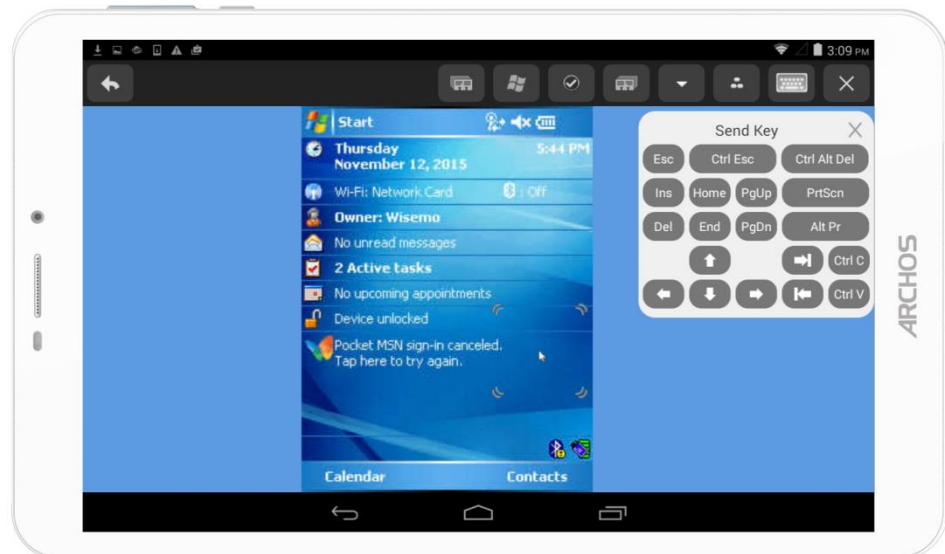 3:09 PM
Start
Thursday
5:44 PM
November 12, 2015
Wi-Fi: Network Card
: Off
Owner: Wisemo
No unread messages
2 Active tasks
No upcoming appointments
Device unlocked
Pocket MSN sign-in canceled.
Tap here to try again.
Calendar
Contacts
Send Key
Esc
Ctrl Esc
Ctrl Alt Del
Ins
Home
PgUp
PrtScn
Del
End
PgDn
Alt Pr
Ctrl C
Ctrl V
ARCHOS